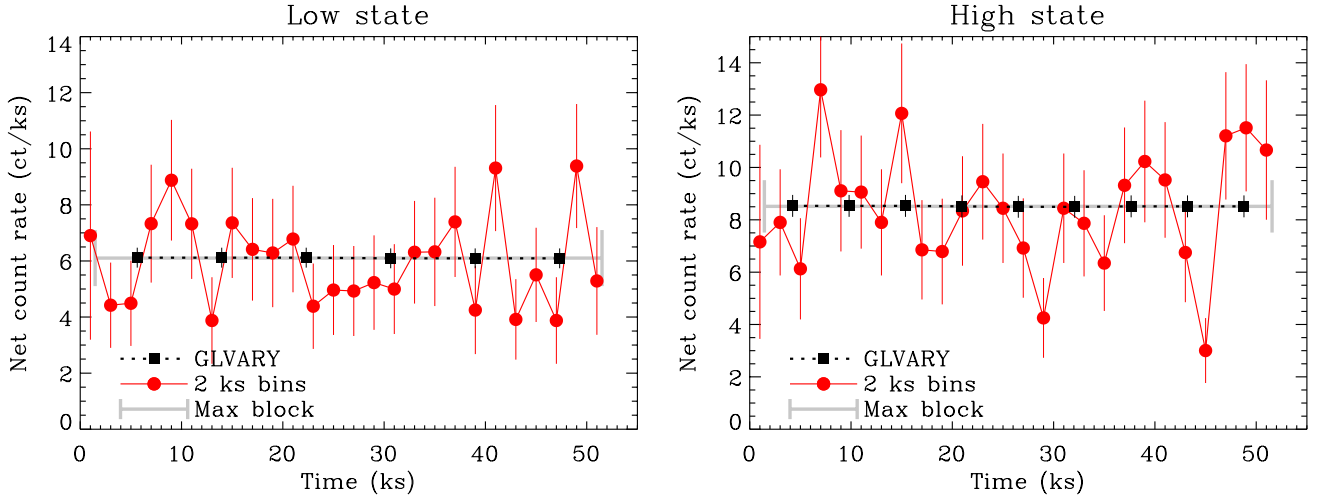 Low state
Net count rate (ct/ks)
14
12
10
8
6
4
2
0
GLVARY
2 ks bins
Max block
0 10 20 30 40 50
Time (ks)
High state
Net count rate (ct/ks)
14
12
10
8
6
4
2
0
GLVARY
2 ks bins
Max block
0 10 20 30 40 50
Time (ks)